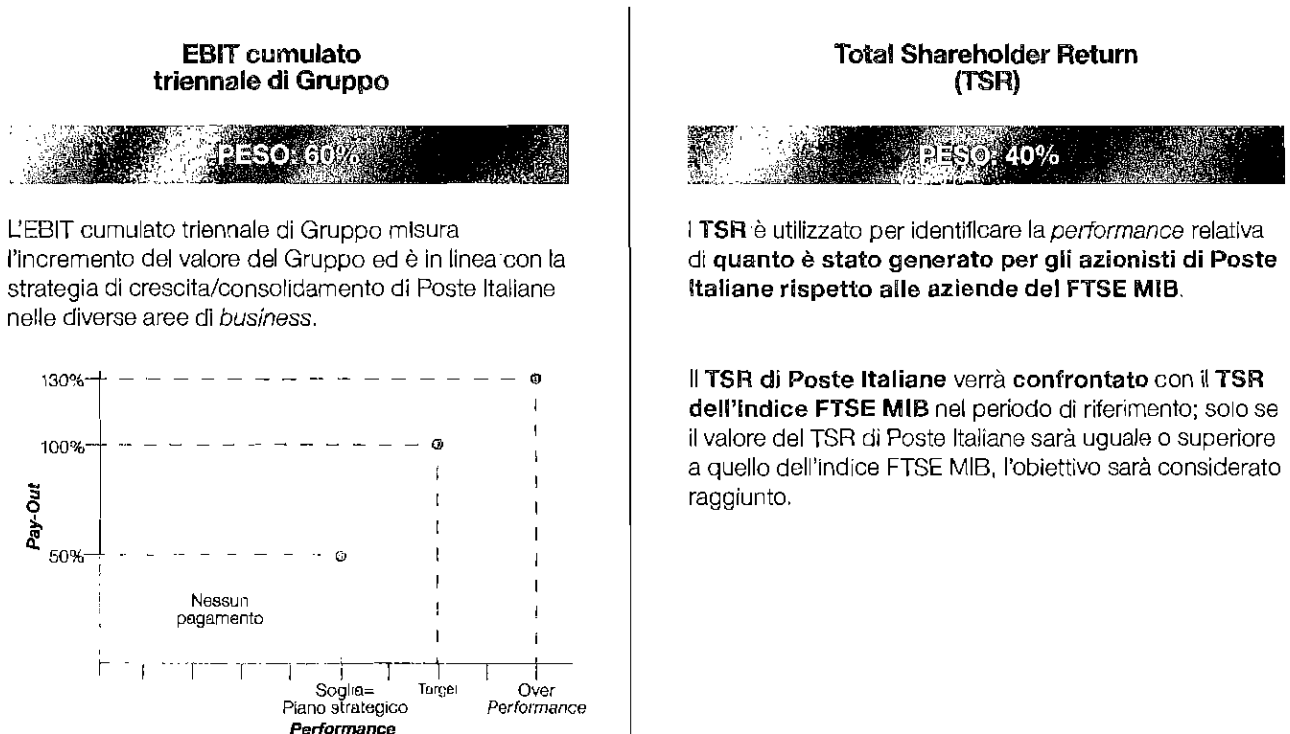 EBIT cumulato
triennale di Gruppo
PESO: 60%
L'EBIT cumulato triennale di Gruppo misura
l'incremento del valore del Gruppo ed è in linea con la
strategia di crescita/consolidamento di Poste Italiane
nelle diverse aree di business.
130%
100%
50%
Pay-Out
Nessun
pagamento
Soglia=
Piano strategico
Target
Over
Performance
Performance
Total Shareholder Return
(TSR)
PESO: 40%
l TSR è utilizzato per identificare la performance relativa
di quanto è stato generato per gli azionisti di Poste
Italiane rispetto alle aziende del FTSE MIB.
Il TSR di Poste Italiane verrà confrontato con il TSR
dell'indice FTSE MIB nel periodo di riferimento; solo se
il valore del TSR di Poste Italiane sarà uguale o superiore
a quello dell'indice FTSE MIB, l'obiettivo sarà considerato
raggiunto.